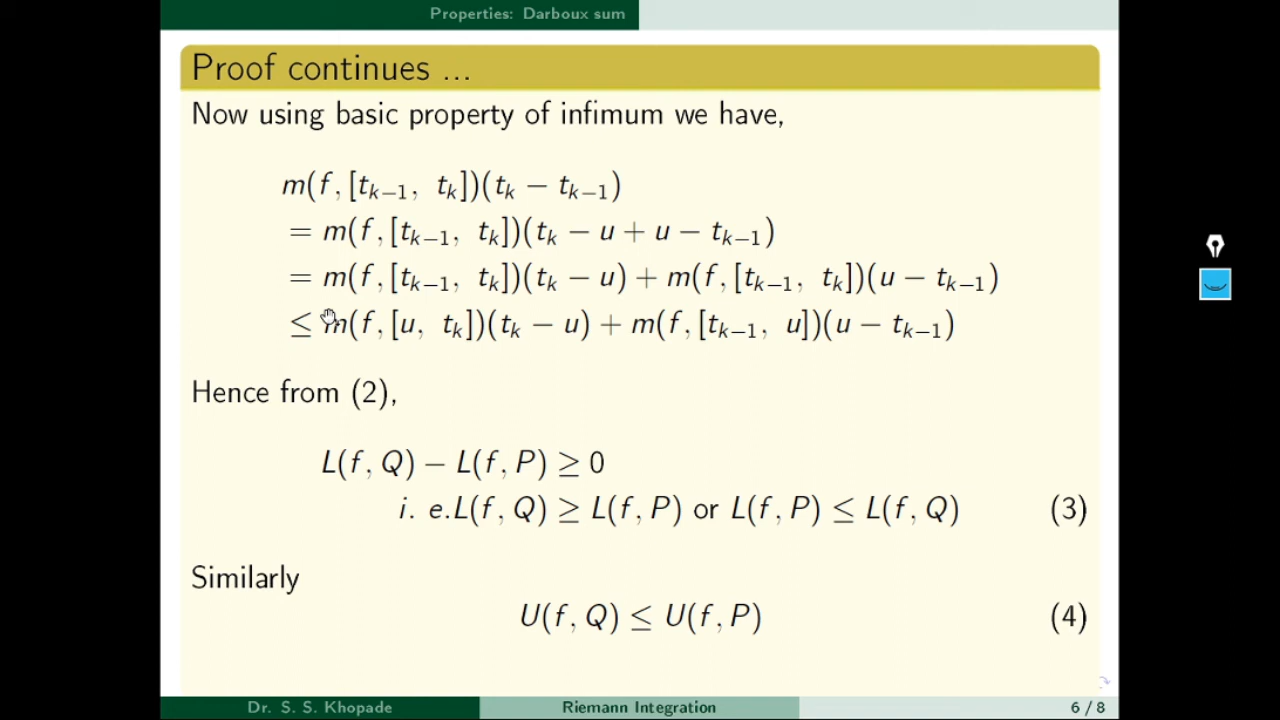 Properties: Darboux sum
Proof continues ...
Now using basic property of infimum we have,
m(f, [t_{k−1}, t_k])(t_k − t_{k−1})
= m(f, [t_{k−1}, t_k])(t_k − u + u − t_{k−1})
= m(f, [t_{k−1}, t_k])(t_k − u) + m(f, [t_{k−1}, t_k])(u − t_{k−1})
≤ m(f, [u, t_k])(t_k − u) + m(f, [t_{k−1}, u])(u − t_{k−1})
Hence from (2),
L(f, Q) − L(f, P) ≥ 0
i. e.L(f, Q) ≥ L(f, P) or L(f, P) ≤ L(f, Q) (3)
Similarly
U(f, Q) ≤ U(f, P) (4)
Dr. S. S. Khopade Riemann Integration 6 / 8